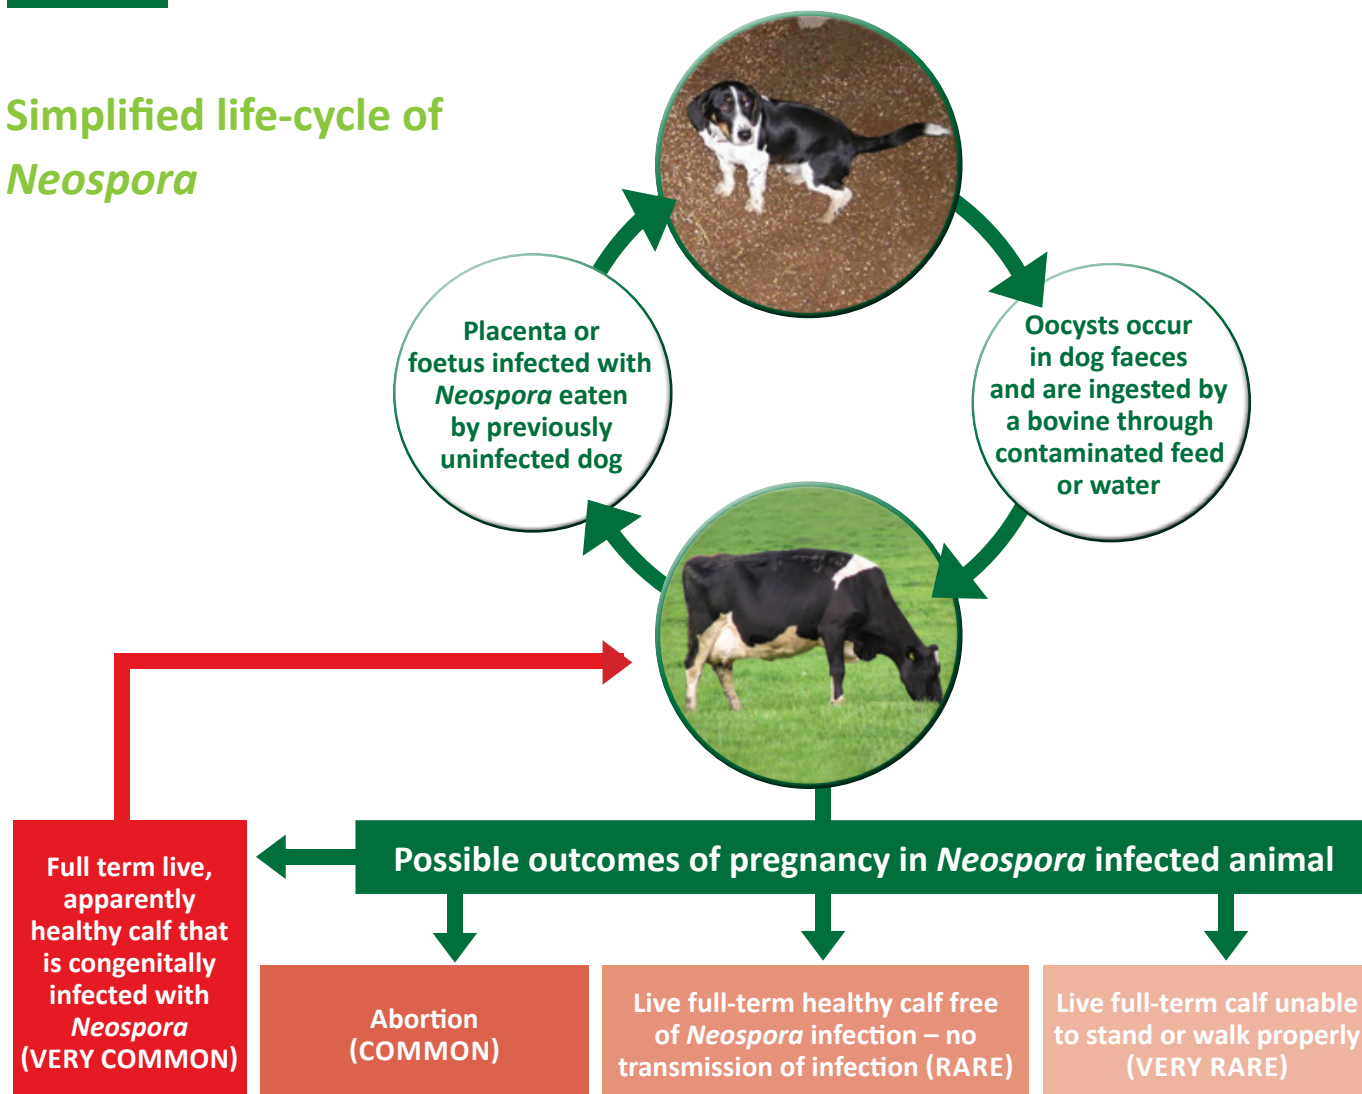 Simplified life-cycle of
Neospora
Placenta or
foetus infected with
Neospora eaten
by previously
uninfected dog
Oocysts occur
in dog faeces
and are ingested by
a bovine through
contaminated feed
or water
Possible outcomes of pregnancy in Neospora infected animal
Full term live,
apparently
healthy calf that
is congenitally
infected with
Neospora
(VERY COMMON)
Abortion
(COMMON)
Live full-term healthy calf free
of Neospora infection – no
transmission of infection (RARE)
Live full-term calf unable
to stand or walk properly
(VERY RARE)